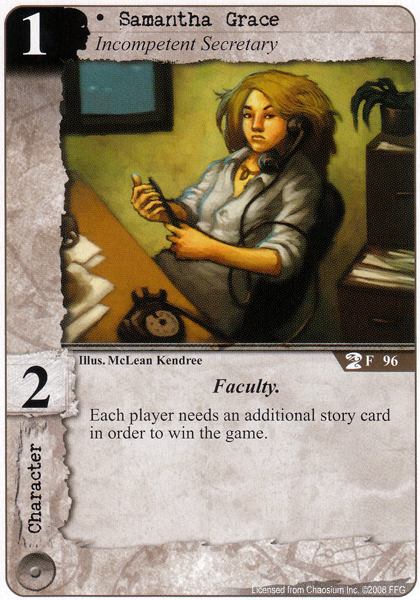 1
• Samantha Grace
Incompetent Secretary
Illus. McLean Kendree
F 96
2
Faculty.
Each player needs an additional story card
in order to win the game.
Character
Licensed from Chaosium Inc. ©2008 FFG